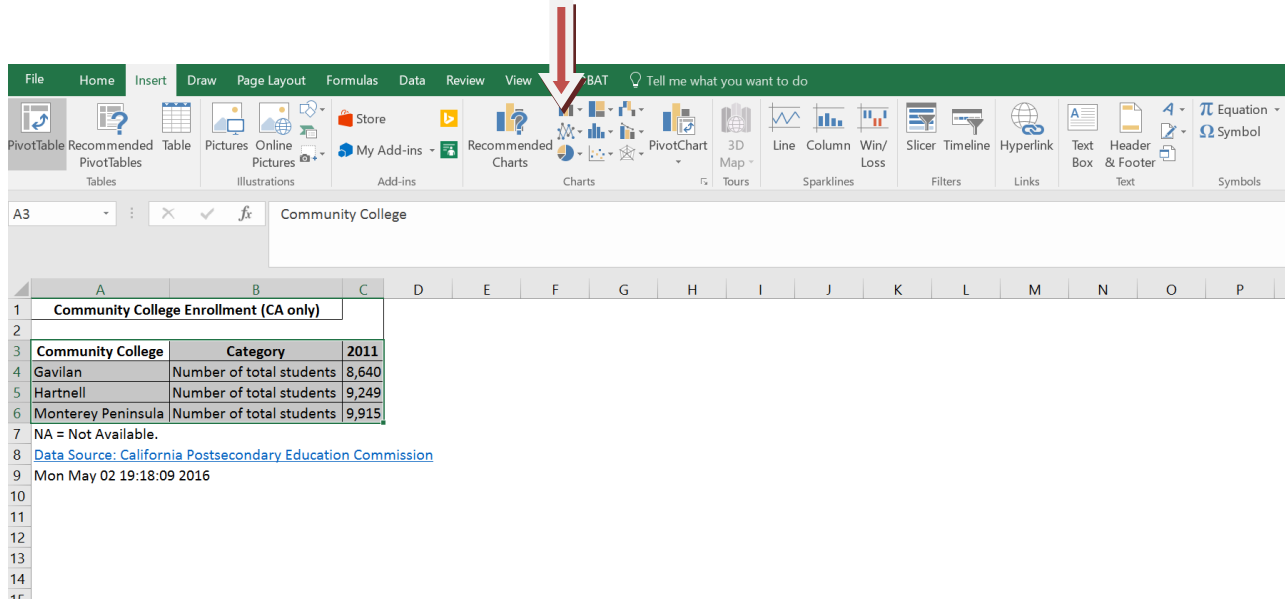 File Home Insert Draw Page Layout Formulas Data Review View BAT Tell me what you want to do
PivotTable Recommended PivotTables Table Pictures Online Pictures Store My Add-ins Recommended Charts PivotChart 3D Map Line Column Win/ Loss Slicer Timeline Hyperlink Text Box Header & Footer A π Equation Ω Symbol
Tables Illustrations Add-ins Charts Tours Sparklines Filters Links Text Symbols
A3 fx Community College
A B C D E F G H I J K L M N O P
1 Community College Enrollment (CA only)
2
3 Community College Category 2011
4 Gavilan Number of total students 8,640
5 Hartnell Number of total students 9,249
6 Monterey Peninsula Number of total students 9,915
7 NA = Not Available.
8 Data Source: California Postsecondary Education Commission
9 Mon May 02 19:18:09 2016
10
11
12
13
14
15